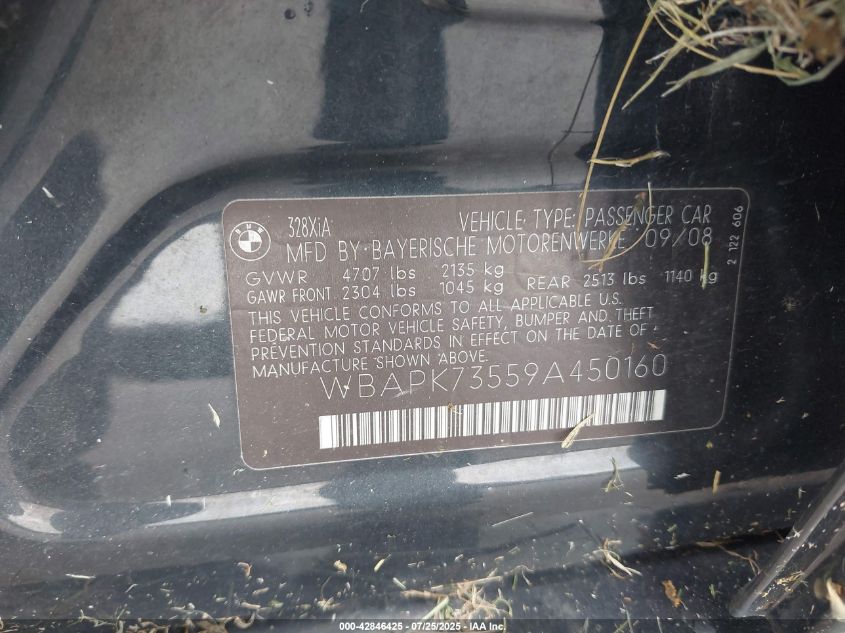 BMW
328XiA VEHICLE TYPE: PASSENGER CAR
MFD BY: BAYERISCHE MOTORENWERKE 09/08
GVWR 4707 lbs 2135 kg
GAWR FRONT 2304 lbs 1045 kg REAR 2513 lbs 1140 kg
THIS VEHICLE CONFORMS TO ALL APPLICABLE U.S.
FEDERAL MOTOR VEHICLE SAFETY, BUMPER AND THEFT
PREVENTION STANDARDS IN EFFECT ON THE DATE OF
MANUFACTURE SHOWN ABOVE.
WBAPK73559A450160
2 122 606
000-42846425 - 07/25/2025 - IAA Inc.